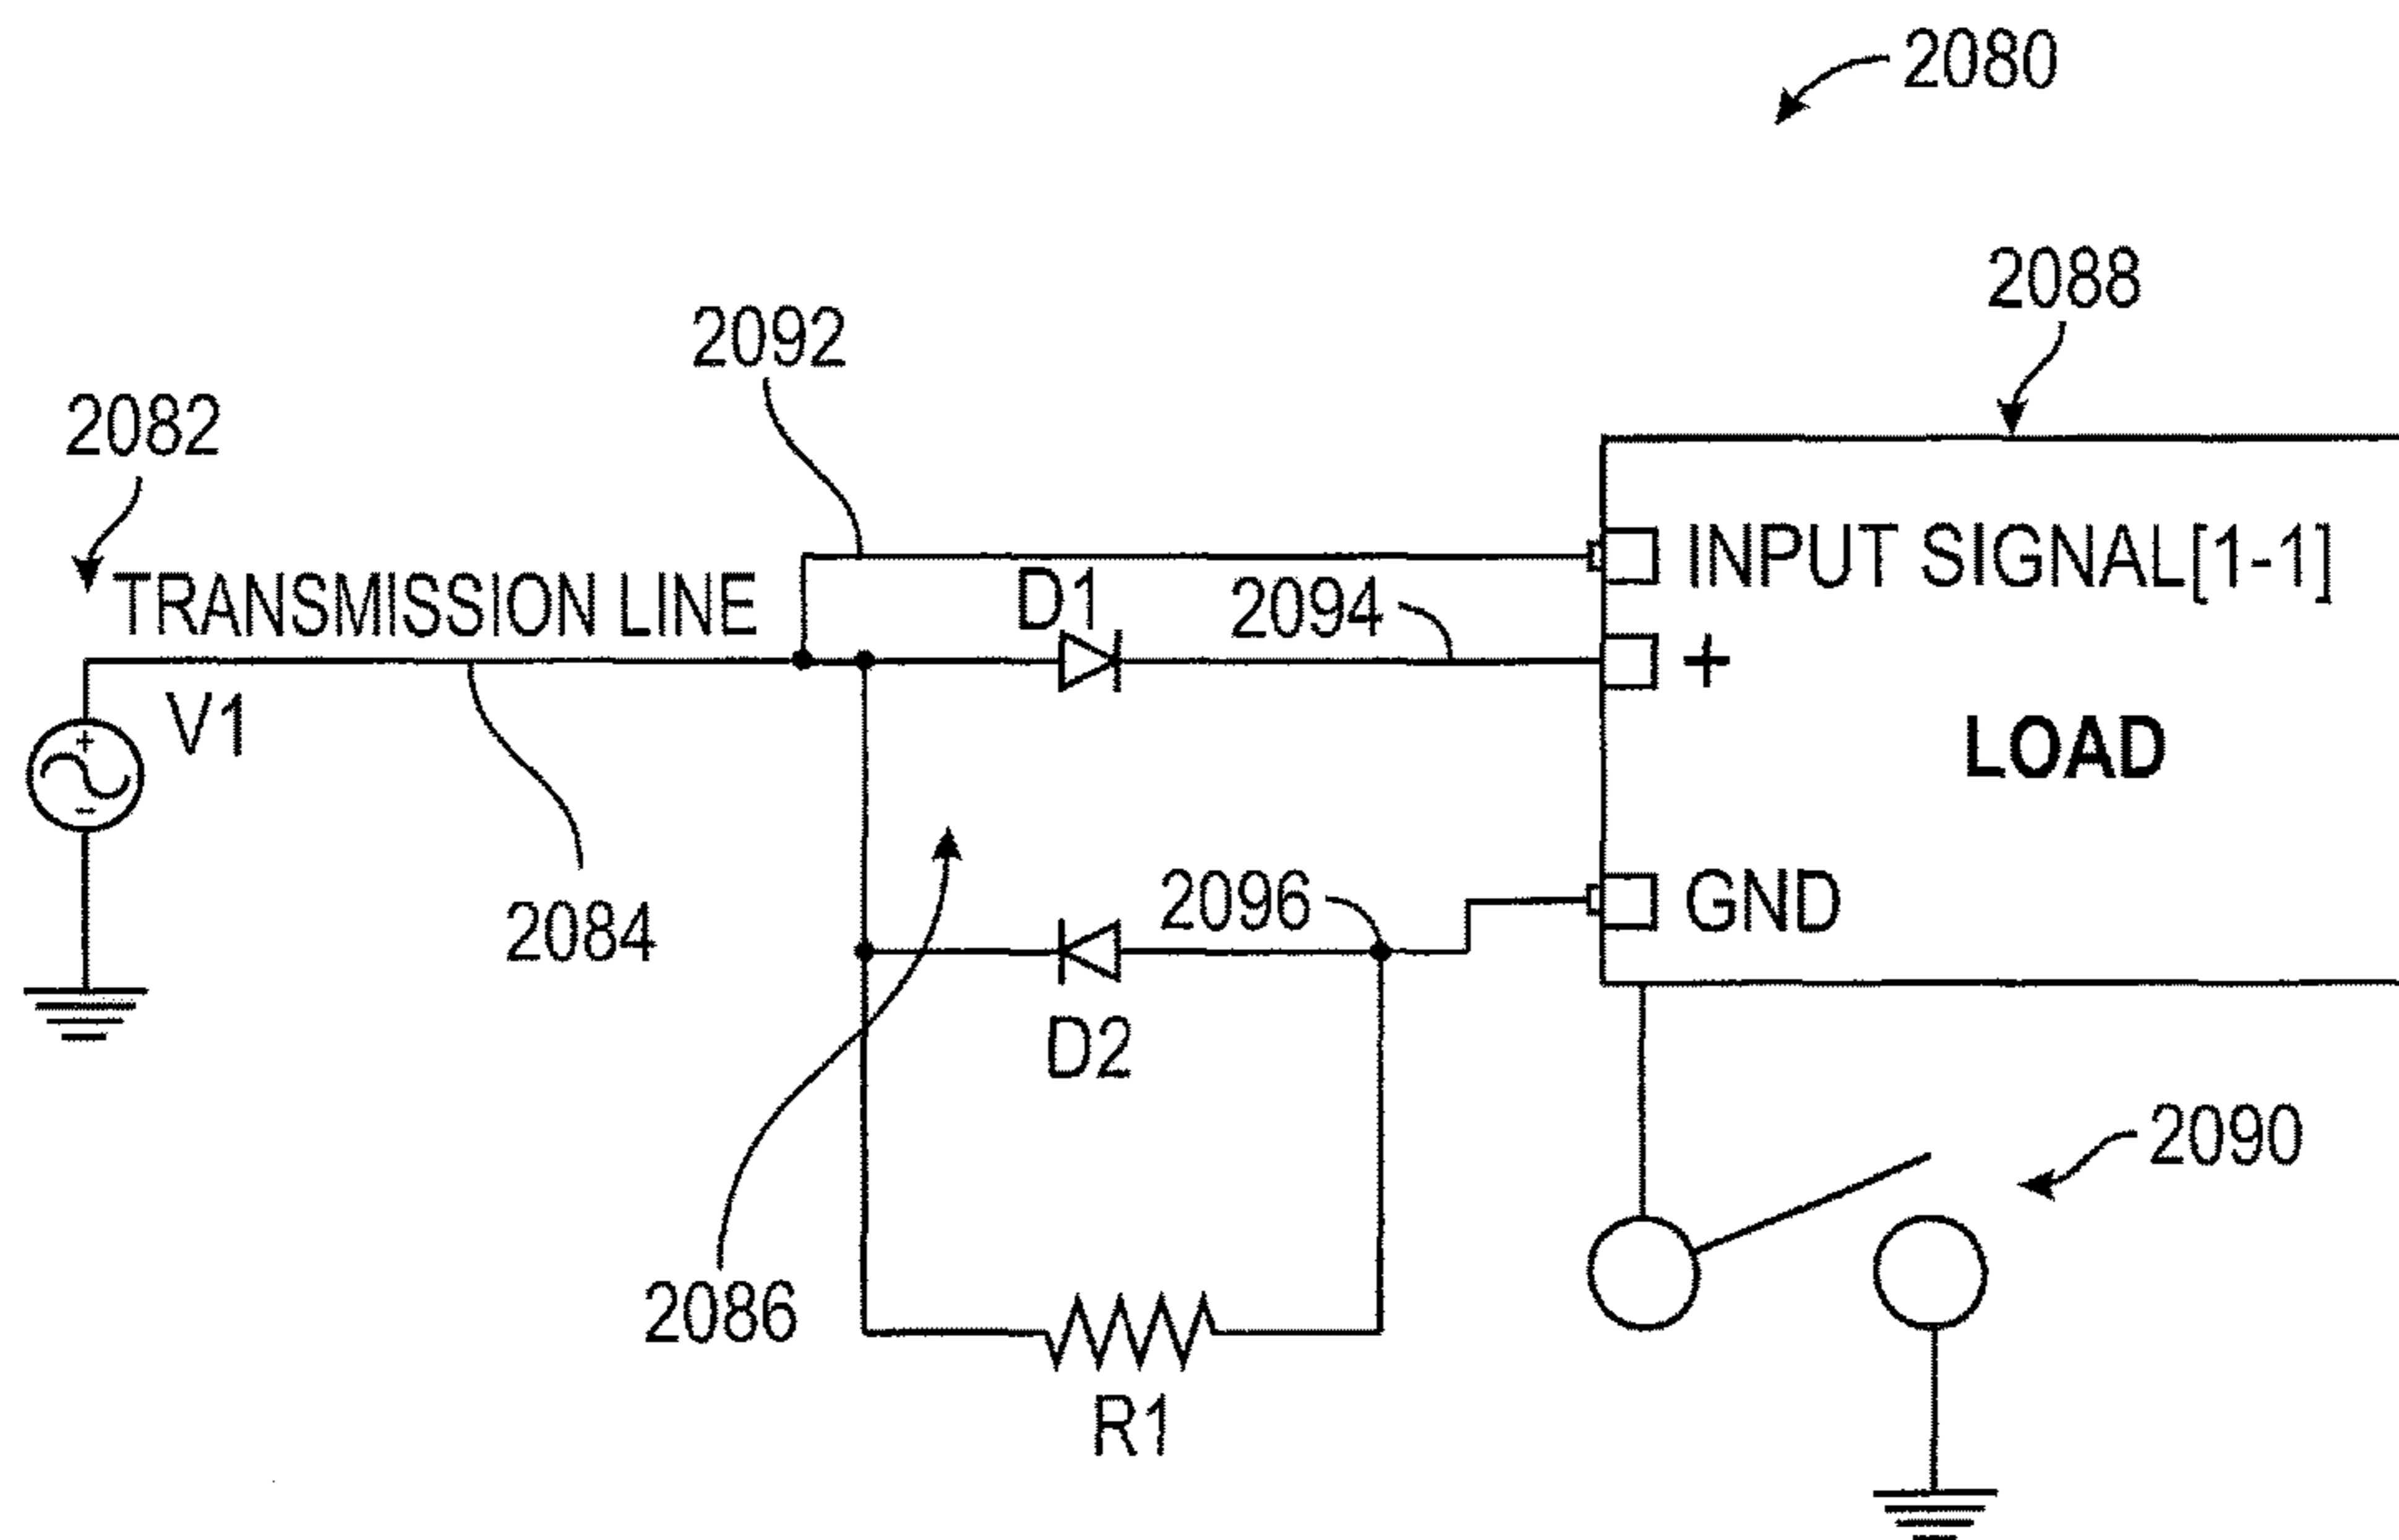 2080
2088
2092
2082
TRANSMISSION LINE
D1
2094
INPUT SIGNAL[1-1]
+
V1
+
-
LOAD
2084
2096
GND
D2
2086
2090
R1